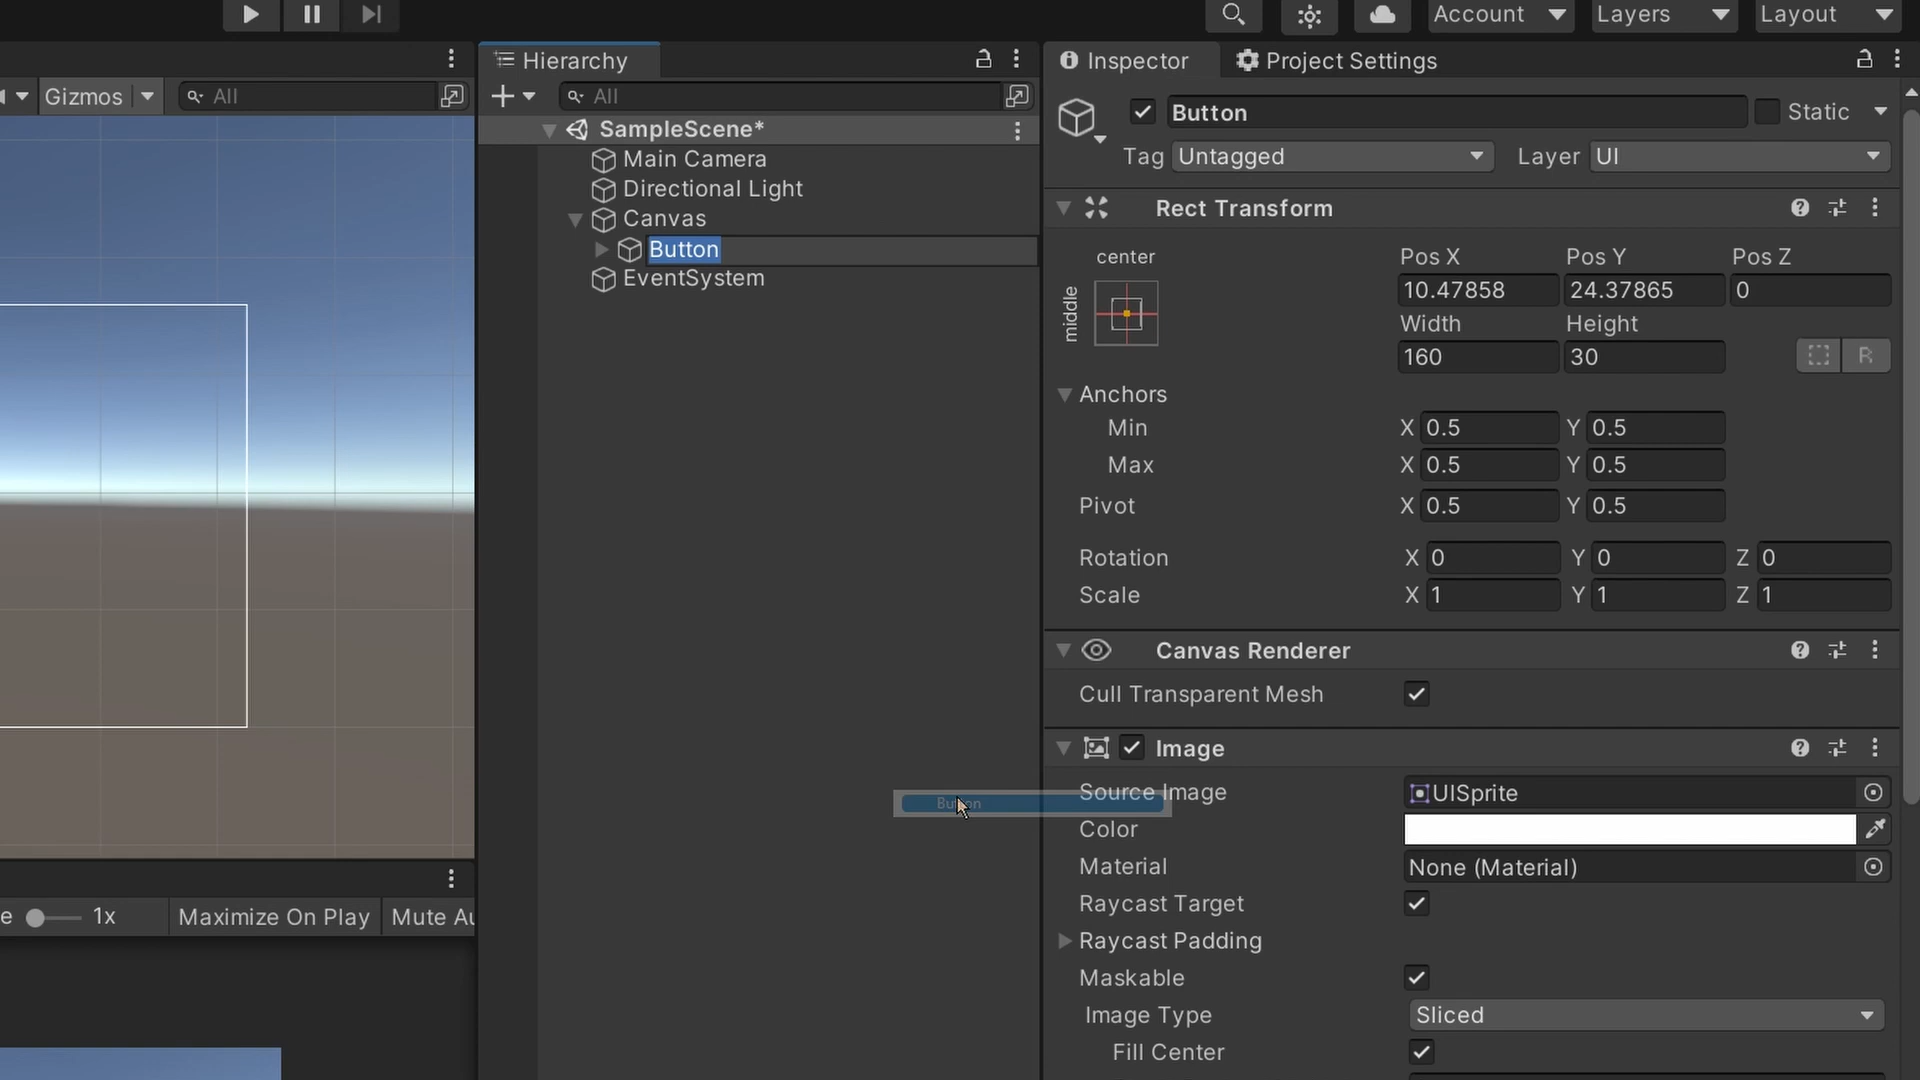 Account
Layers
Layout
Hierarchy
Inspector
Project Settings
Gizmos
All
All
Button
Static
SampleScene*
Main Camera
Tag
Untagged
Layer
UI
Directional Light
Canvas
Rect Transform
Button
center
Pos X
Pos Y
Pos Z
EventSystem
middle
10.47858
24.37865
0
Width
Height
160
30
R
Anchors
Min
X 0.5
Y 0.5
Max
X 0.5
Y 0.5
Pivot
X 0.5
Y 0.5
Rotation
X 0
Y 0
Z 0
Scale
X 1
Y 1
Z 1
Canvas Renderer
Cull Transparent Mesh
Image
Source Image
UISprite
Button
Color
Material
None (Material)
Raycast Target
e
1x
Maximize On Play
Mute Au
Raycast Padding
Maskable
Image Type
Sliced
Fill Center